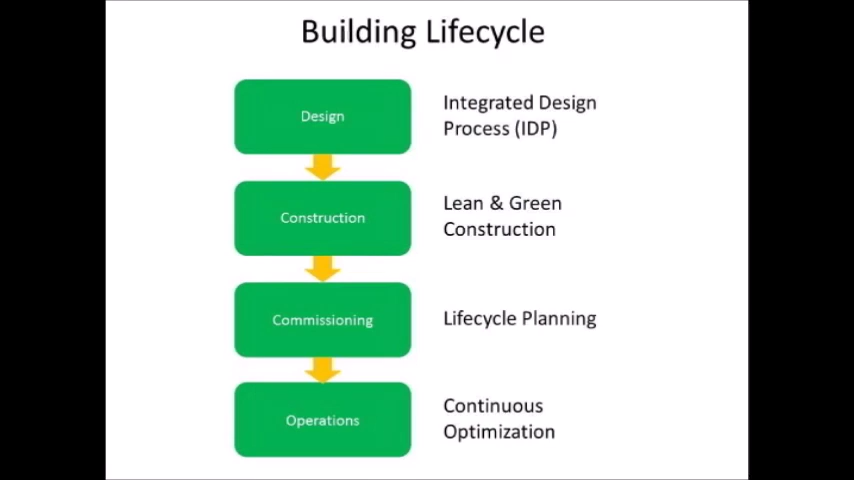 Building Lifecycle
Design
Integrated Design
Process (IDP)
Construction
Lean & Green
Construction
Commissioning
Lifecycle Planning
Operations
Continuous
Optimization